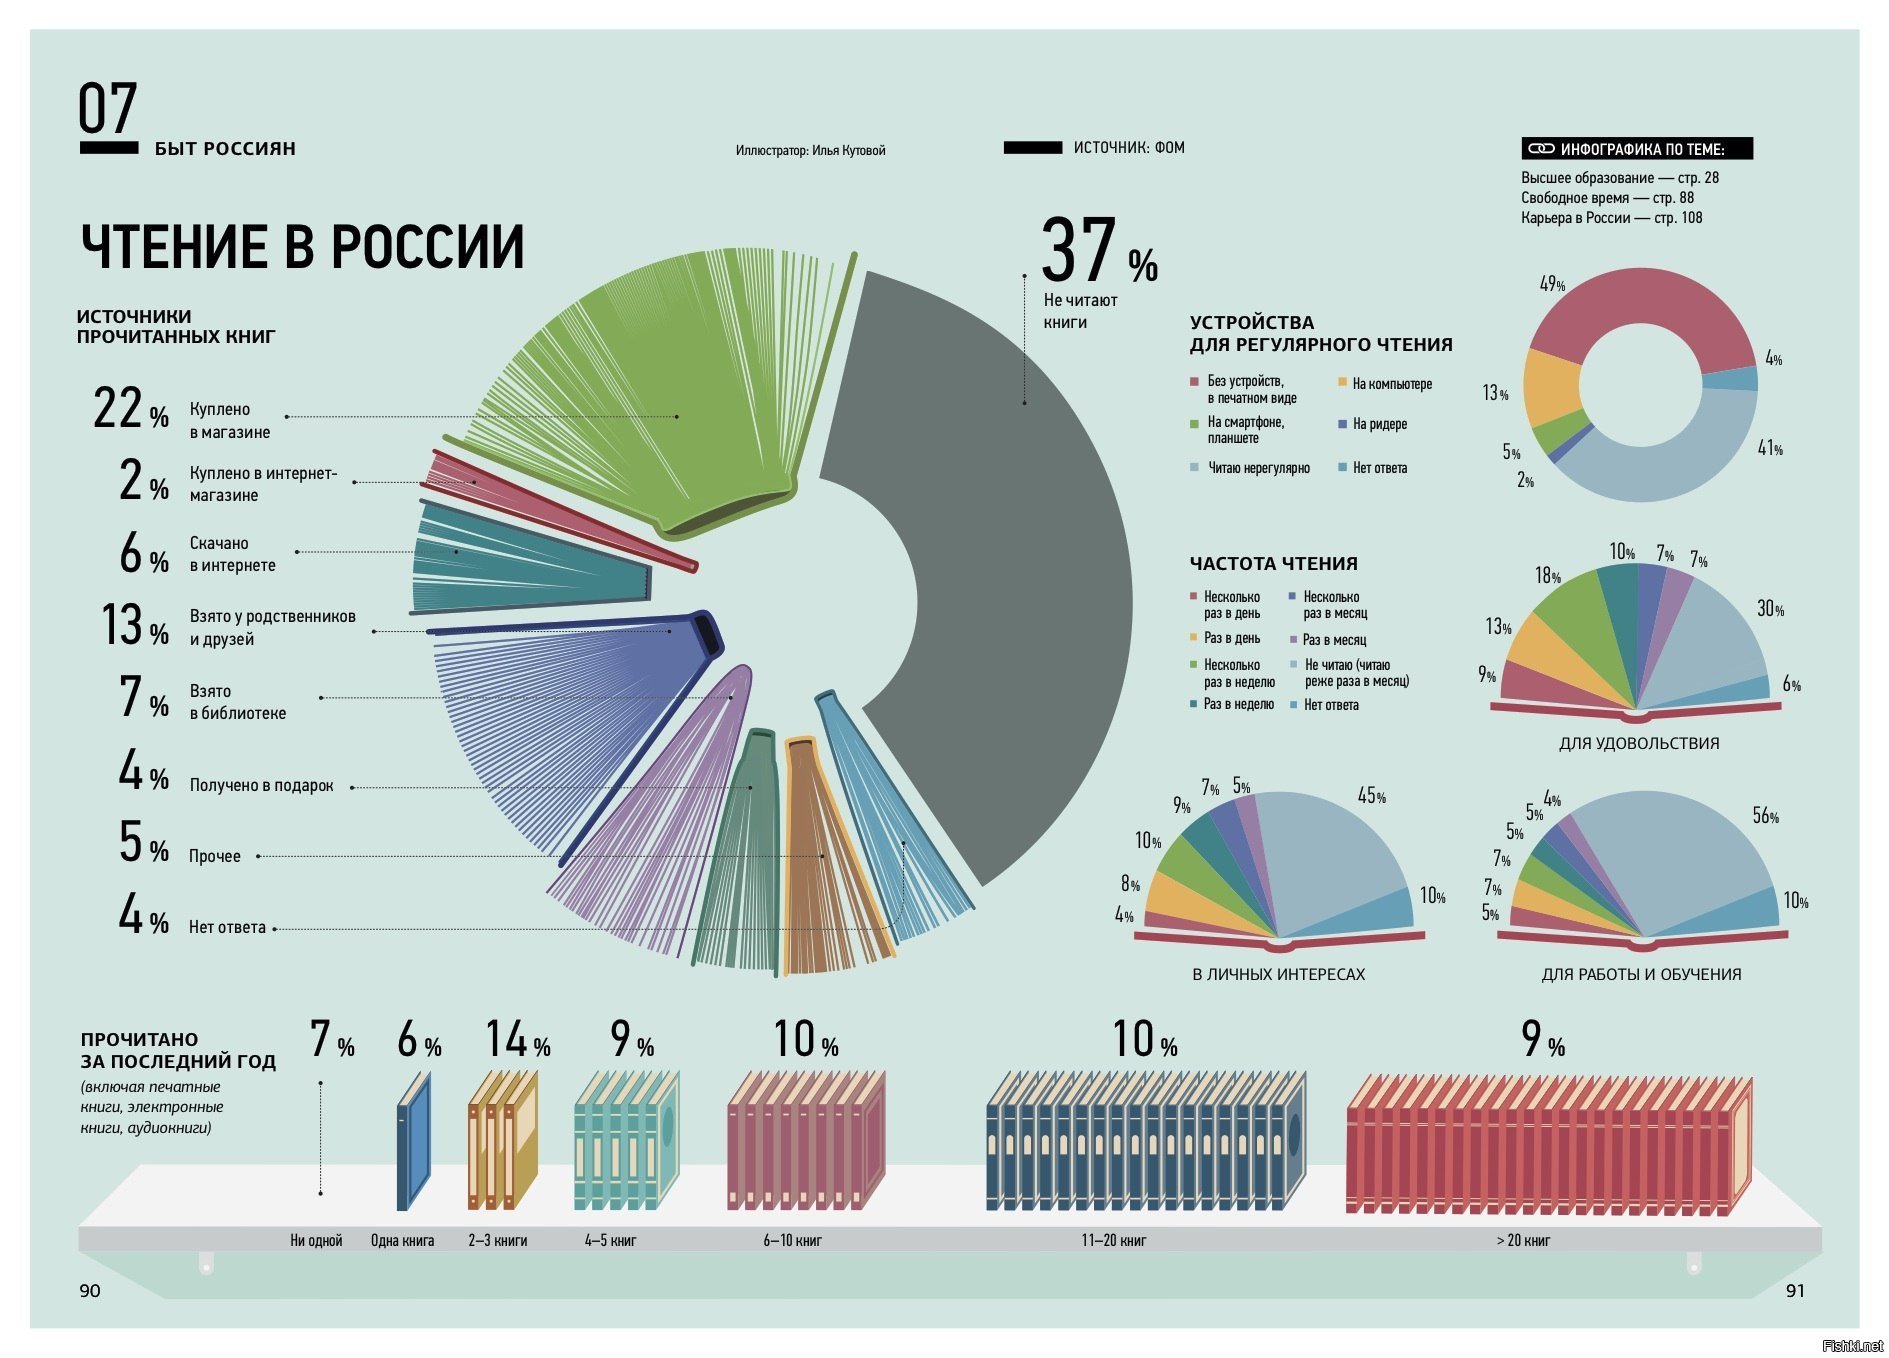 07
БЫТ РОССИЯН
Иллюстратор: Илья Кутовой
ИСТОЧНИК: ФОМ
ИНФОГРАФИКА ПО ТЕМЕ:
Высшее образование — стр. 28
Свободное время — стр. 88
Карьера в России — стр. 108
ЧТЕНИЕ В РОССИИ
ИСТОЧНИКИ
ПРОЧИТАННЫХ КНИГ
22 %
Куплено
в магазине
2 %
Куплено в интернет-
магазине
6 %
Скачано
в интернете
13 %
Взято у родственников
и друзей
7 %
Взято
в библиотеке
4 %
Получено в подарок
5 %
Прочее
4 %
Нет ответа
37 %
Не читают
книги
УСТРОЙСТВА
ДЛЯ РЕГУЛЯРНОГО ЧТЕНИЯ
Без устройств,
в печатном виде
На компьютере
На смартфоне,
планшете
На ридере
Читаю нерегулярно
Нет ответа
49%
4%
13%
41%
5%
2%
ЧАСТОТА ЧТЕНИЯ
Несколько
раз в день
Несколько
раз в месяц
Раз в день
Раз в месяц
Несколько
раз в неделю
Не читаю (читаю
реже раза в месяц)
Раз в неделю
Нет ответа
9%
13%
18%
10%
7%
7%
30%
6%
ДЛЯ УДОВОЛЬСТВИЯ
4%
8%
10%
9%
7%
5%
45%
10%
В ЛИЧНЫХ ИНТЕРЕСАХ
5%
7%
7%
5%
5%
4%
56%
10%
ДЛЯ РАБОТЫ И ОБУЧЕНИЯ
ПРОЧИТАНО
ЗА ПОСЛЕДНИЙ ГОД
(включая печатные
книги, электронные
книги, аудиокниги)
7 %
6 %
14 %
9 %
10 %
10 %
9 %
Ни одной
Одна книга
2–3 книги
4–5 книг
6–10 книг
11–20 книг
> 20 книг
90
91
Fishki.net